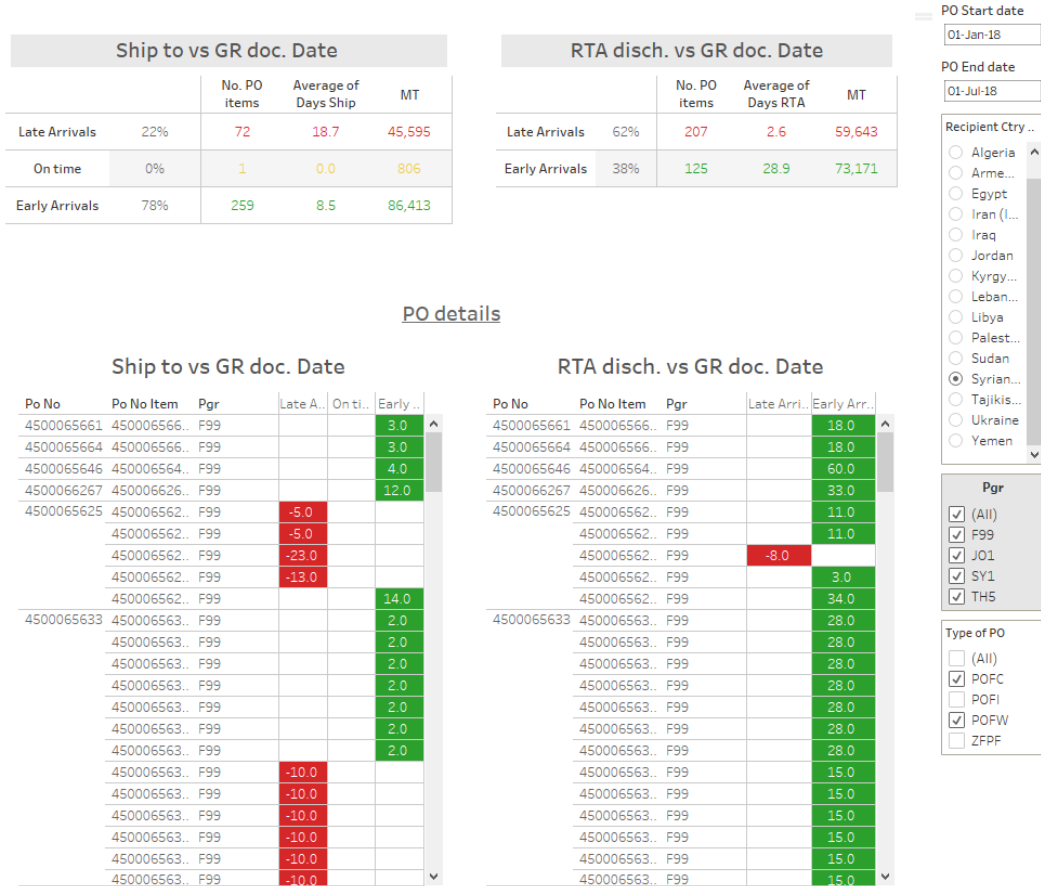 PO Start date
01-Jan-18
Ship to vs GR doc. Date
RTA disch. vs GR doc. Date
PO End date
01-Jul-18
No. PO items Average of Days Ship MT
Late Arrivals 22% 72 18.7 45,595
On time 0% 1 0.0 806
Early Arrivals 78% 259 8.5 86,413
No. PO items Average of Days RTA MT
Late Arrivals 62% 207 2.6 59,643
Early Arrivals 38% 125 28.9 73,171
Recipient Ctry ..
Algeria
Arme...
Egypt
Iran (I...
Iraq
Jordan
Kyrgy...
Leban...
Libya
Palest...
Sudan
Syrian...
Tajikis...
Ukraine
Yemen
PO details
Ship to vs GR doc. Date
Po No Po No Item Pgr Late A.. On ti.. Early ..
4500065661 450006566.. F99 3.0
4500065664 450006566.. F99 3.0
4500065646 450006564.. F99 4.0
4500066267 450006626.. F99 12.0
4500065625 450006562.. F99 -5.0
450006562.. F99 -5.0
450006562.. F99 -23.0
450006562.. F99 -13.0
450006562.. F99 14.0
4500065633 450006563.. F99 2.0
450006563.. F99 2.0
450006563.. F99 2.0
450006563.. F99 2.0
450006563.. F99 2.0
450006563.. F99 2.0
450006563.. F99 2.0
450006563.. F99 -10.0
450006563.. F99 -10.0
450006563.. F99 -10.0
450006563.. F99 -10.0
450006563.. F99 -10.0
450006563.. F99 -10.0
RTA disch. vs GR doc. Date
Po No Po No Item Pgr Late Arri.. Early Arr..
4500065661 450006566.. F99 18.0
4500065664 450006566.. F99 18.0
4500065646 450006564.. F99 60.0
4500066267 450006626.. F99 33.0
4500065625 450006562.. F99 11.0
450006562.. F99 11.0
450006562.. F99 -8.0
450006562.. F99 3.0
450006562.. F99 34.0
4500065633 450006563.. F99 28.0
450006563.. F99 28.0
450006563.. F99 28.0
450006563.. F99 28.0
450006563.. F99 28.0
450006563.. F99 28.0
450006563.. F99 28.0
450006563.. F99 15.0
450006563.. F99 15.0
450006563.. F99 15.0
450006563.. F99 15.0
450006563.. F99 15.0
450006563.. F99 15.0
Pgr
(All)
F99
JO1
SY1
TH5
Type of PO
(All)
POFC
POFI
POFW
ZFPF